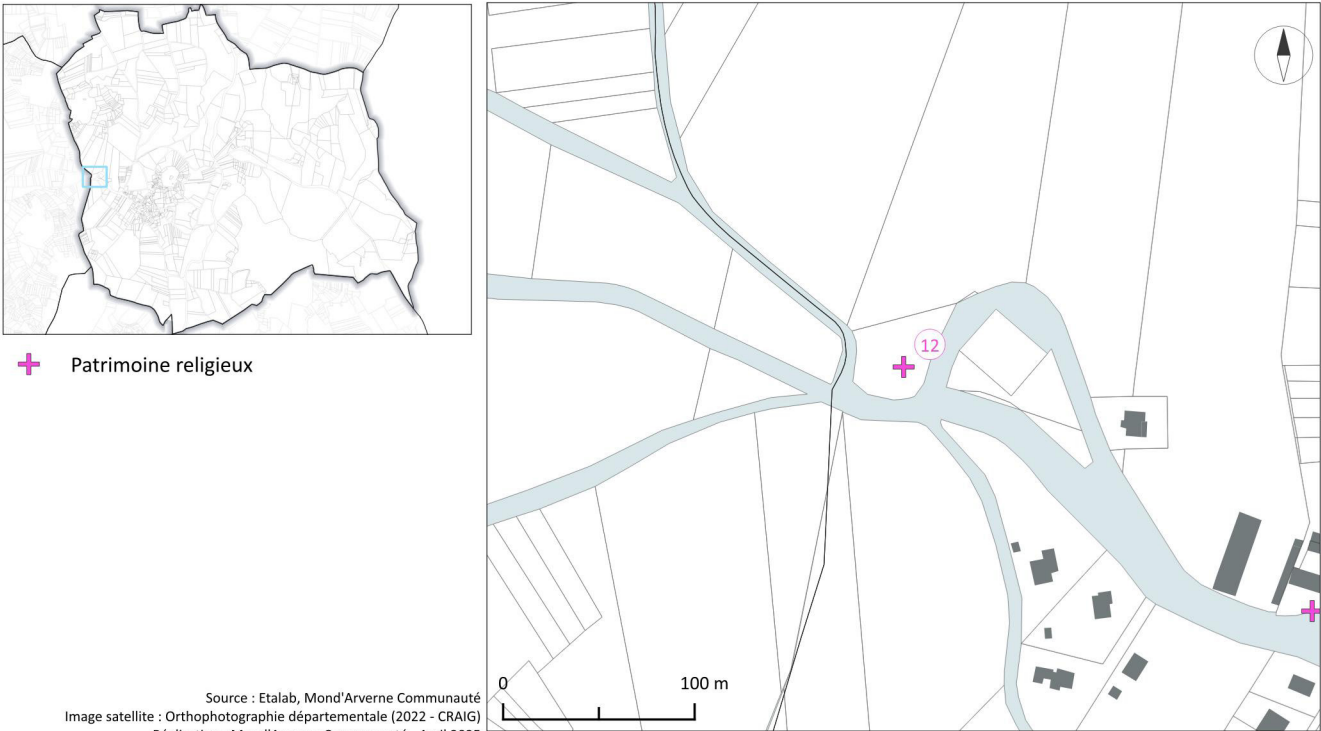 Patrimoine religieux
12
0 100 m
Source : Etalab, Mond'Arverne Communauté
Image satellite : Orthophotographie départementale (2022 - CRAIG)